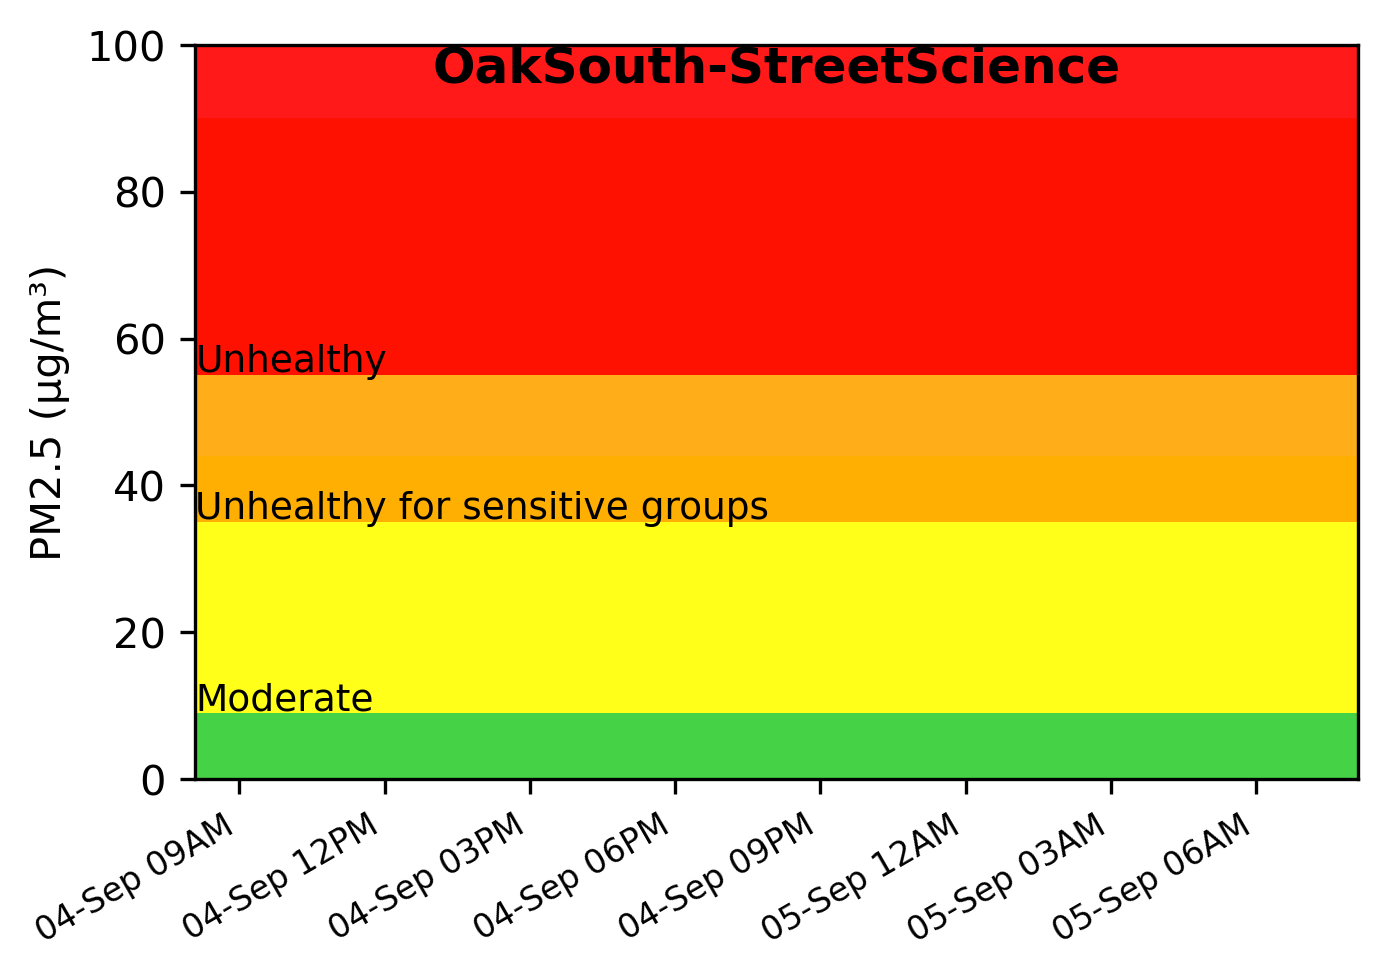 OakSouth-StreetScience
PM2.5 (µg/m³)
100
80
60
40
20
0
Unhealthy
Unhealthy for sensitive groups
Moderate
04-Sep 09AM
04-Sep 12PM
04-Sep 03PM
04-Sep 06PM
04-Sep 09PM
05-Sep 12AM
05-Sep 03AM
05-Sep 06AM